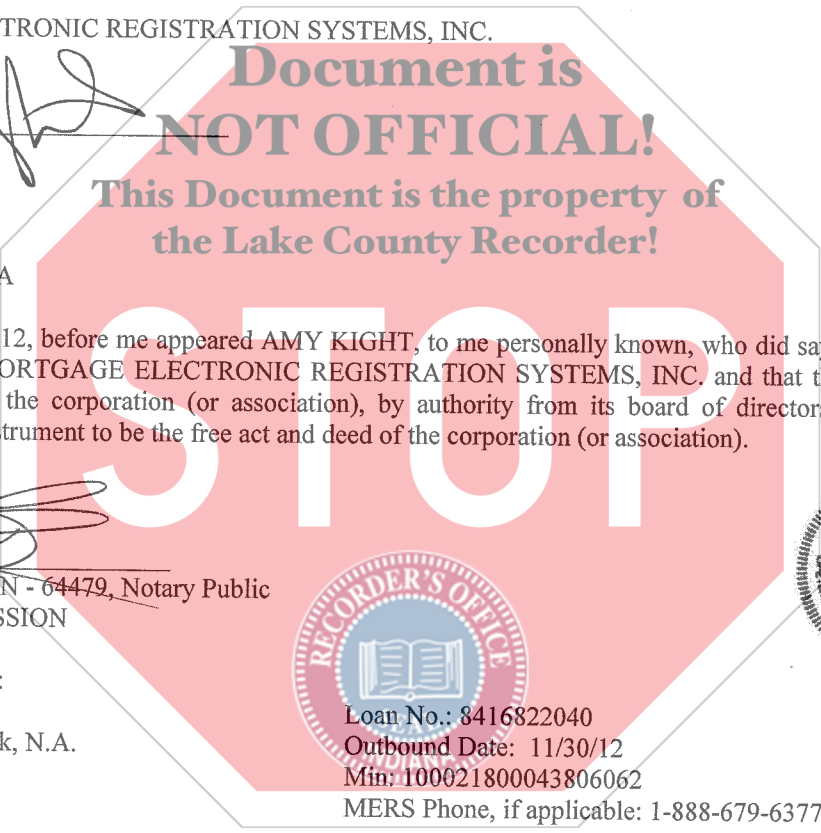 TRONIC REGISTRATION SYSTEMS, INC.
Document is
NOT OFFICIAL!
This Document is the property of
the Lake County Recorder!
A
12, before me appeared AMY KIGHT, to me personally known, who did sa
ORTGAGE ELECTRONIC REGISTRATION SYSTEMS, INC. and that t
the corporation (or association), by authority from its board of director
strument to be the free act and deed of the corporation (or association).
STOP
N - 64479, Notary Public
SSION
:
k, N.A.
RECORDER'S OFFICE
SEAL
INDIANA
Loan No.: 8416822040
Outbound Date: 11/30/12
Min: 100021800043806062
MERS Phone, if applicable: 1-888-679-6377